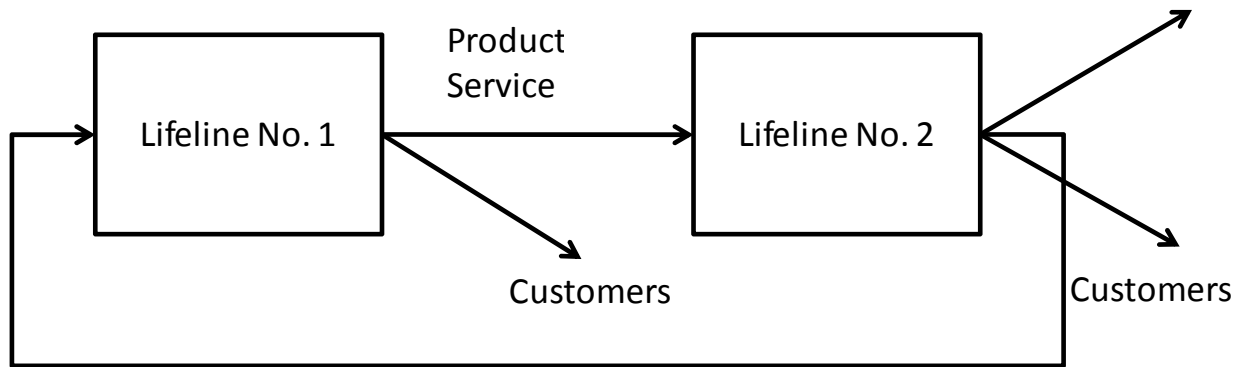 Product
Service
Lifeline No. 1
Lifeline No. 2
Customers
Customers